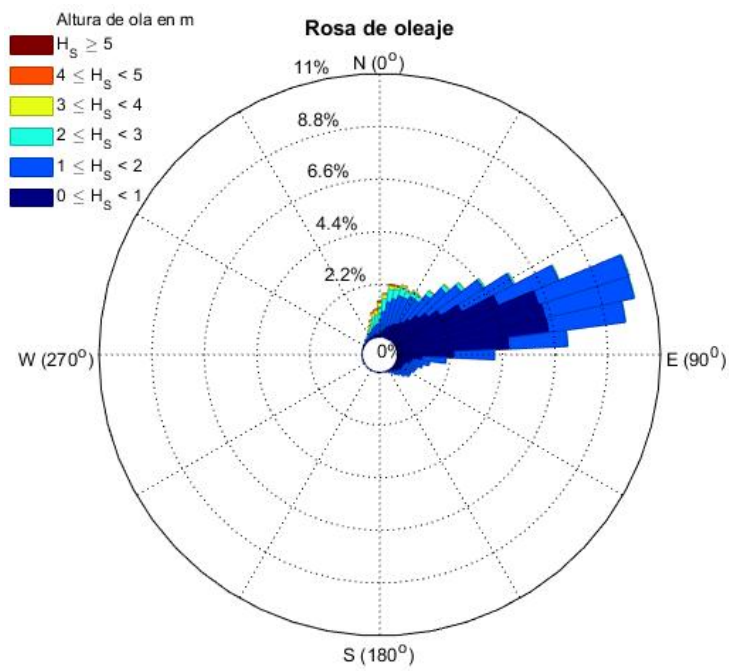 Rosa de oleaje
Altura de ola en m
H_S ≥ 5
4 ≤ H_S < 5
3 ≤ H_S < 4
2 ≤ H_S < 3
1 ≤ H_S < 2
0 ≤ H_S < 1
N (0°)
11%
8.8%
6.6%
4.4%
2.2%
0%
W (270°)
E (90⁰)
S (180°)